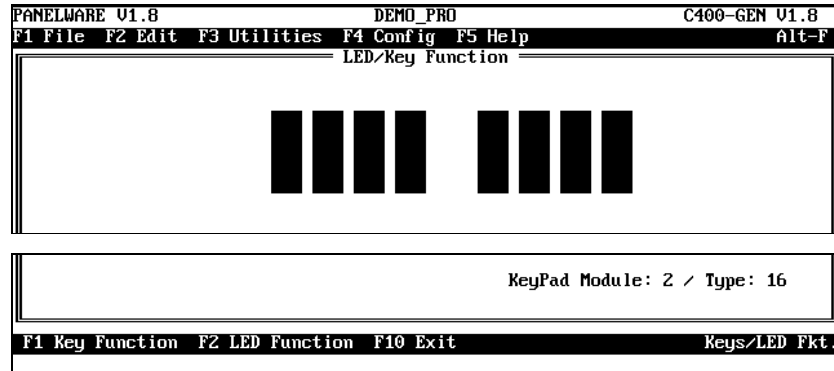 PANELWARE V1.8 DEMO_PRO C400-GEN V1.8
F1 File F2 Edit F3 Utilities F4 Config F5 Help Alt-F
LED/Key Function
KeyPad Module: 2 / Type: 16
F1 Key Function F2 LED Function F10 Exit Keys/LED Fkt.